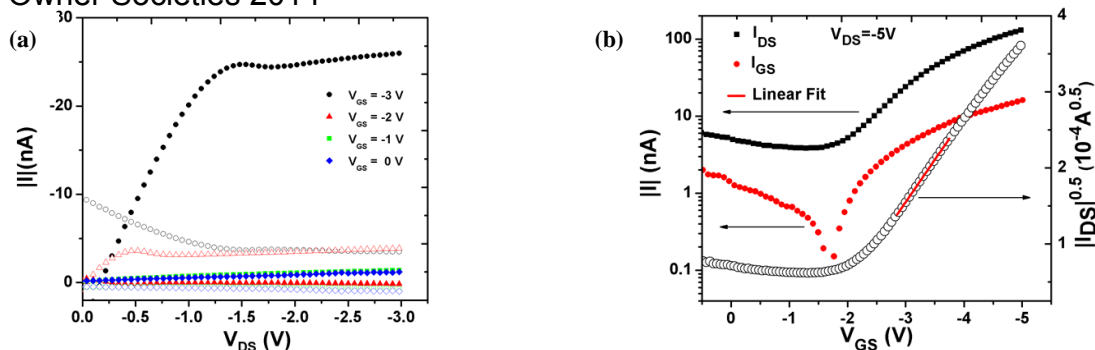 Owner Societies 2014
(a)
-30
-20
-10
0
|I|(nA)
V_GS = -3 V
V_GS = -2 V
V_GS = -1 V
V_GS = 0 V
0.0 -0.5 -1.0 -1.5 -2.0 -2.5 -3.0
V_DS (V)
(b)
100
10
1
0.1
|I| (nA)
I_DS
V_DS=-5V
I_GS
Linear Fit
4
3
2
1
|I_DS|^0.5 (10^-4 A^0.5)
0 -1 -2 -3 -4 -5
V_GS (V)